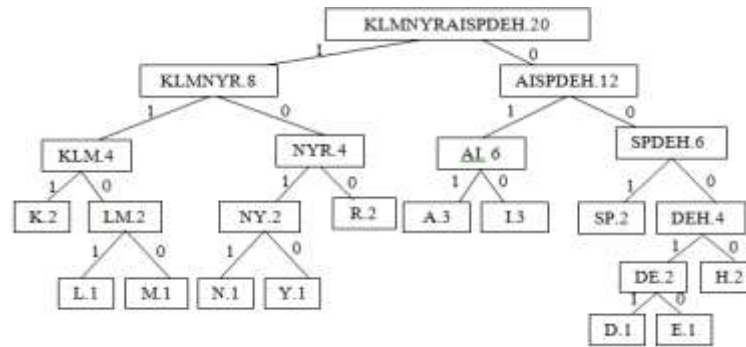 KLMNYRAISPDEH.20
1 0
KLMNYR.8 AISPDEH.12
1 0 1 0
KLM.4 NYR.4 AI. 6 SPDEH.6
1 0 1 0 1 0 1 0
K.2 LM.2 NY.2 R.2 A.3 I.3 SP.2 DEH.4
1 0 1 0 1 0
L.1 M.1 N.1 Y.1 DE.2 H.2
1 0
D.1 E.1